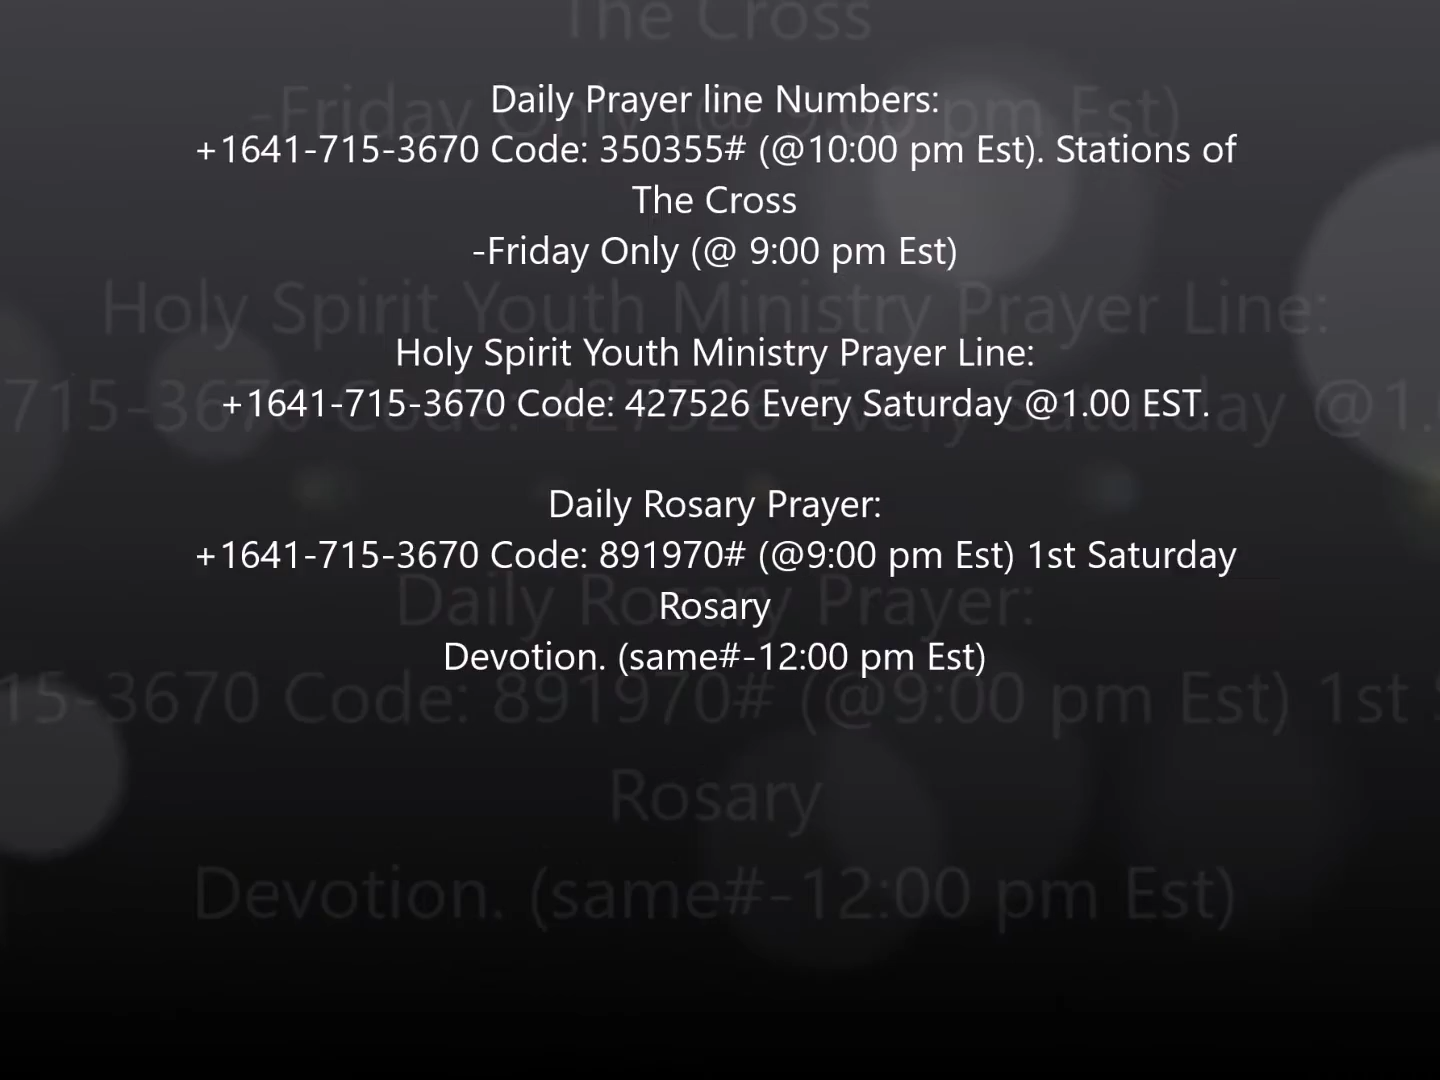 Daily Prayer line Numbers:
+1641-715-3670 Code: 350355# (@10:00 pm Est). Stations of
The Cross
-Friday Only (@ 9:00 pm Est)
Holy Spirit Youth Ministry Prayer Line:
+1641-715-3670 Code: 427526 Every Saturday @1.00 EST.
Daily Rosary Prayer:
+1641-715-3670 Code: 891970# (@9:00 pm Est) 1st Saturday
Rosary
Devotion. (same#-12:00 pm Est)